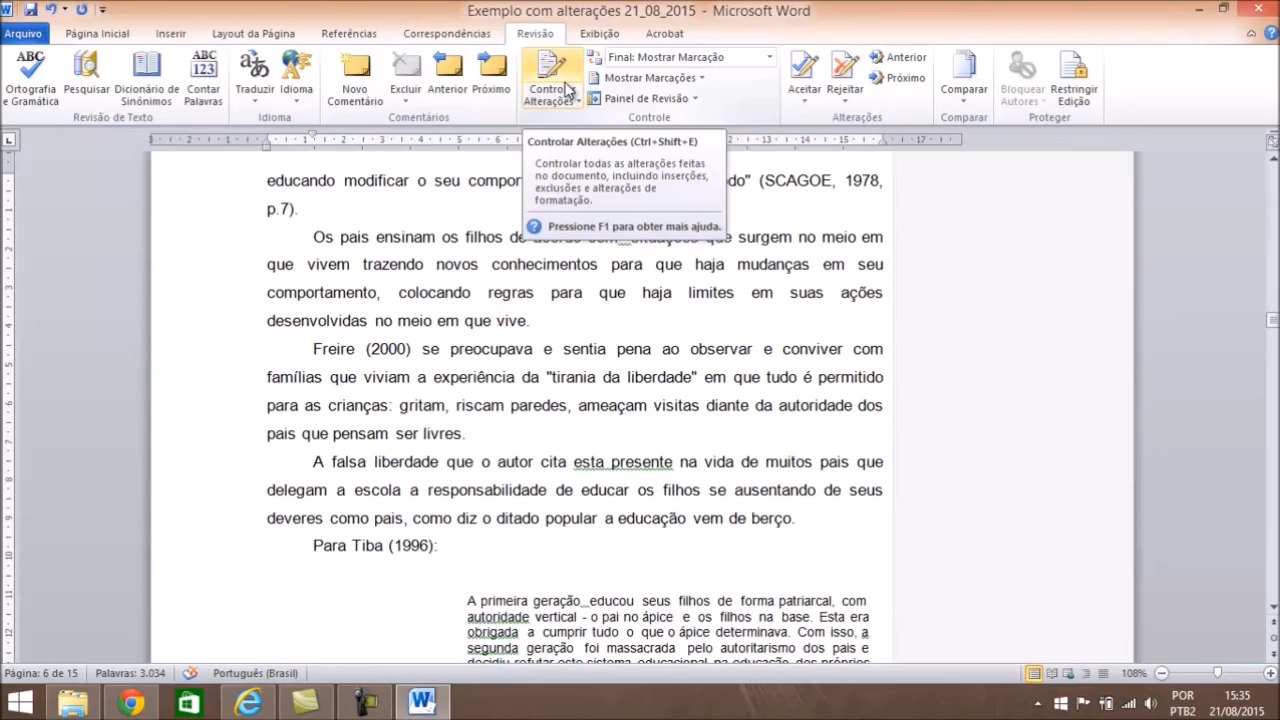 Exemplo com alterações 21_08_2015 - Microsoft Word
Arquivo Página Inicial Inserir Layout da Página Referências Correspondências Revisão Exibição Acrobat
Ortografia e Gramática
Pesquisar
Dicionário de Sinônimos
Contar Palavras
Revisão de Texto
Traduzir
Idioma
Idioma
Novo Comentário
Excluir
Anterior
Próximo
Comentários
Alterações
Final: Mostrar Marcação
Mostrar Marcações
Painel de Revisão
Controle
Aceitar
Rejeitar
Anterior
Próximo
Alterações
Comparar
Comparar
Bloquear Autores
Restringir Edição
Proteger
Controlar Alterações (Ctrl+Shift+E)
Controlar todas as alterações feitas
no documento, incluindo inserções,
exclusões e alterações de
formatação.
Pressione F1 para obter mais ajuda.
educando modificar o seu (SCAGOE, 1978,
p.7).
Os pais ensinam os filhos que surgem no meio em
que vivem trazendo novos conhecimentos para que haja mudanças em seu
comportamento, colocando regras para que haja limites em suas ações
desenvolvidas no meio em que vive.
Freire (2000) se preocupava e sentia pena ao observar e conviver com
famílias que viviam a experiência da "tirania da liberdade" em que tudo é permitido
para as crianças: gritam, riscam paredes, ameaçam visitas diante da autoridade dos
pais que pensam ser livres.
A falsa liberdade que o autor cita esta presente na vida de muitos pais que
delegam a escola a responsabilidade de educar os filhos se ausentando de seus
deveres como pais, como diz o ditado popular a educação vem de berço.
Para Tiba (1996):
A primeira geração educou seus filhos de forma patriarcal, com
autoridade vertical - o pai no ápice e os filhos na base. Esta era
obrigada a cumprir tudo o que o ápice determinava. Com isso, a
segunda geração foi massacrada pelo autoritarismo dos pais e
decidiu refutar este sistema educacional na educação dos próprios
Página: 6 de 15 Palavras: 3.034 Português (Brasil) 108%
POR
PTB2
15:35
21/08/2015